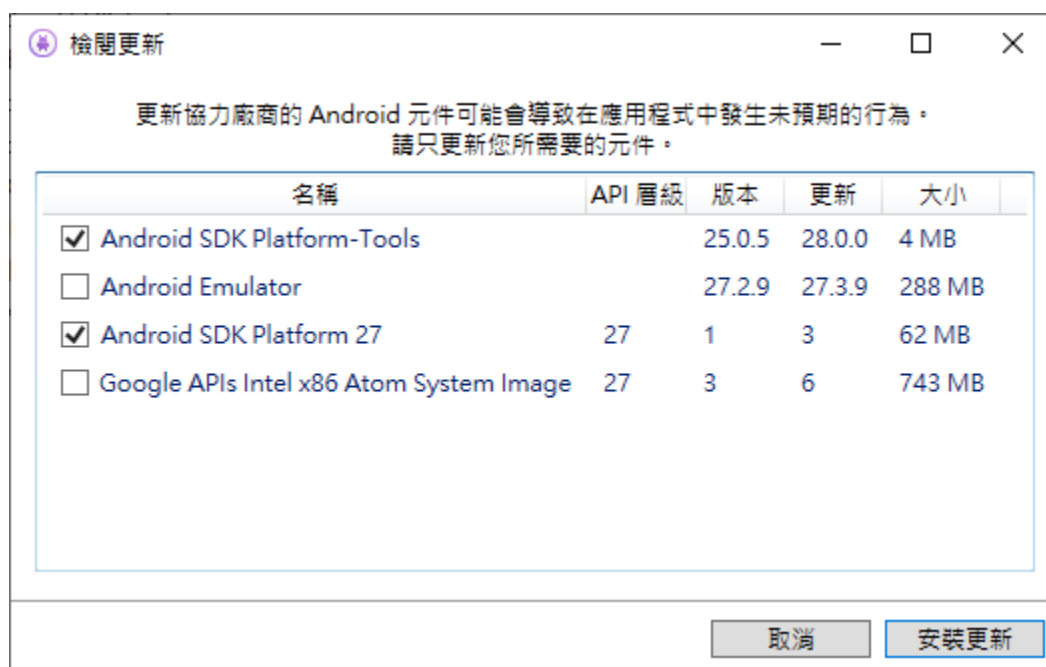 檢閱更新
更新協力廠商的 Android 元件可能會導致在應用程式中發生未預期的行為。
請只更新您所需要的元件。
名稱 API 層級 版本 更新 大小
Android SDK Platform-Tools 25.0.5 28.0.0 4 MB
Android Emulator 27.2.9 27.3.9 288 MB
Android SDK Platform 27 27 1 3 62 MB
Google APIs Intel x86 Atom System Image 27 3 6 743 MB
取消 安裝更新